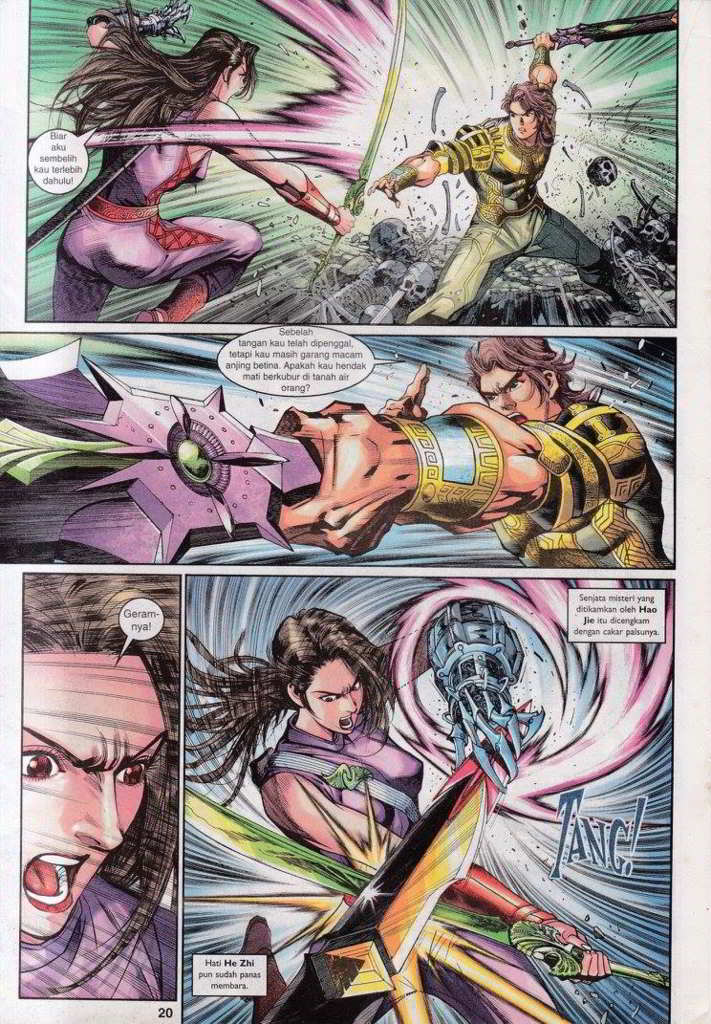 Biar
aku
sembelih
kau terlebih
dahulu!
Sebelah
tangan kau telah dipenggal,
tetapi kau masih garang macam
anjing betina. Apakah kau hendak
mati berkubur di tanah air
orang?
Geram-
nya!
Senjata misteri yang
ditikamkan oleh Hao
Jie itu dicengkam
dengan cakar palsunya.
TANG!
Hati He Zhi
pun sudah panas
membara.
20